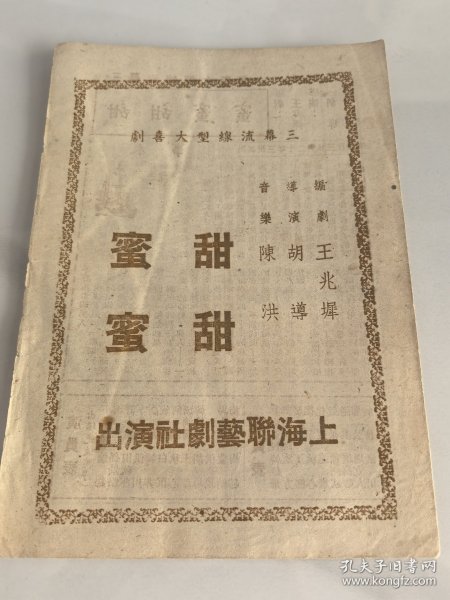 三幕流線型大喜劇
編劇 王兆墀
導演 胡導
音樂 陳洪
甜甜
蜜蜜
上海聯藝劇社演出
孔夫子旧书网
www.kongfz.com